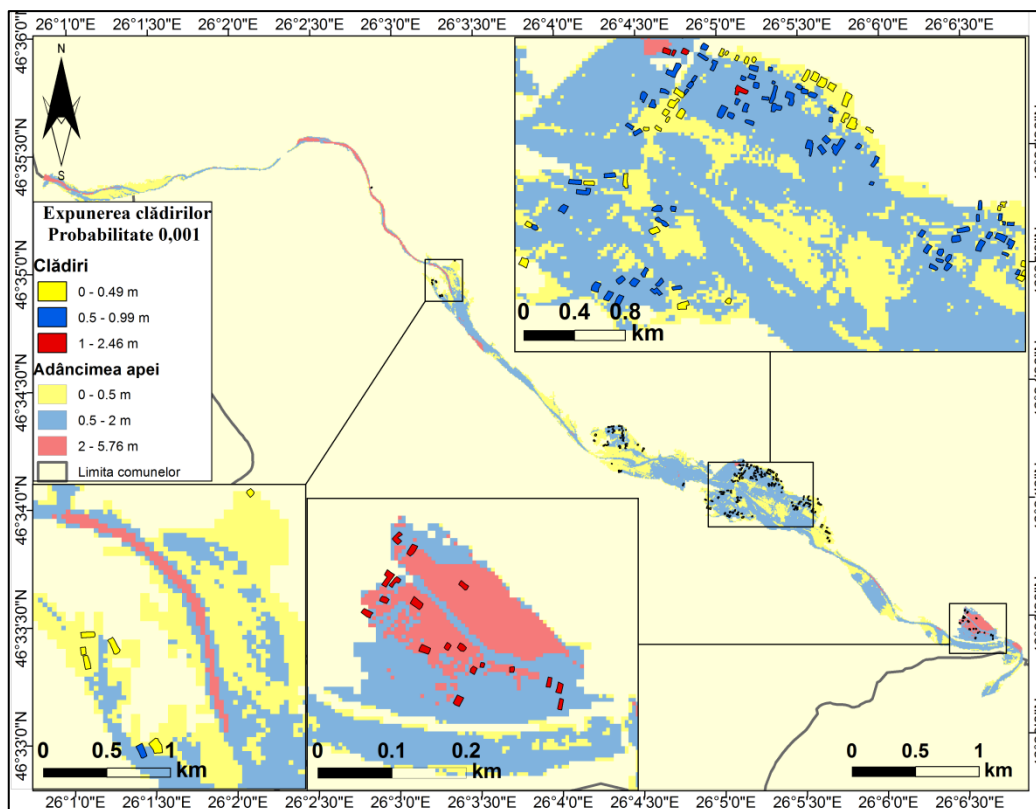 26°1'0"E 26°1'30"E 26°2'0"E 26°2'30"E 26°3'0"E 26°3'30"E 26°4'0"E 26°4'30"E 26°5'0"E 26°5'30"E 26°6'0"E 26°6'30"E
46°36'0"N
46°35'30"N
46°35'0"N
46°34'30"N
46°34'0"N
46°33'30"N
46°33'0"N
N
S
Expunerea clădirilor
Probabilitate 0,001
Clădiri
0 - 0.49 m
0.5 - 0.99 m
1 - 2.46 m
Adâncimea apei
0 - 0.5 m
0.5 - 2 m
2 - 5.76 m
Limita comunelor
0 0.4 0.8
km
0 0.5 1
km
0 0.1 0.2
km
0 0.5 1
km
26°1'0"E 26°1'30"E 26°2'0"E 26°2'30"E 26°3'0"E 26°3'30"E 26°4'0"E 26°4'30"E 26°5'0"E 26°5'30"E 26°6'0"E 26°6'30"E